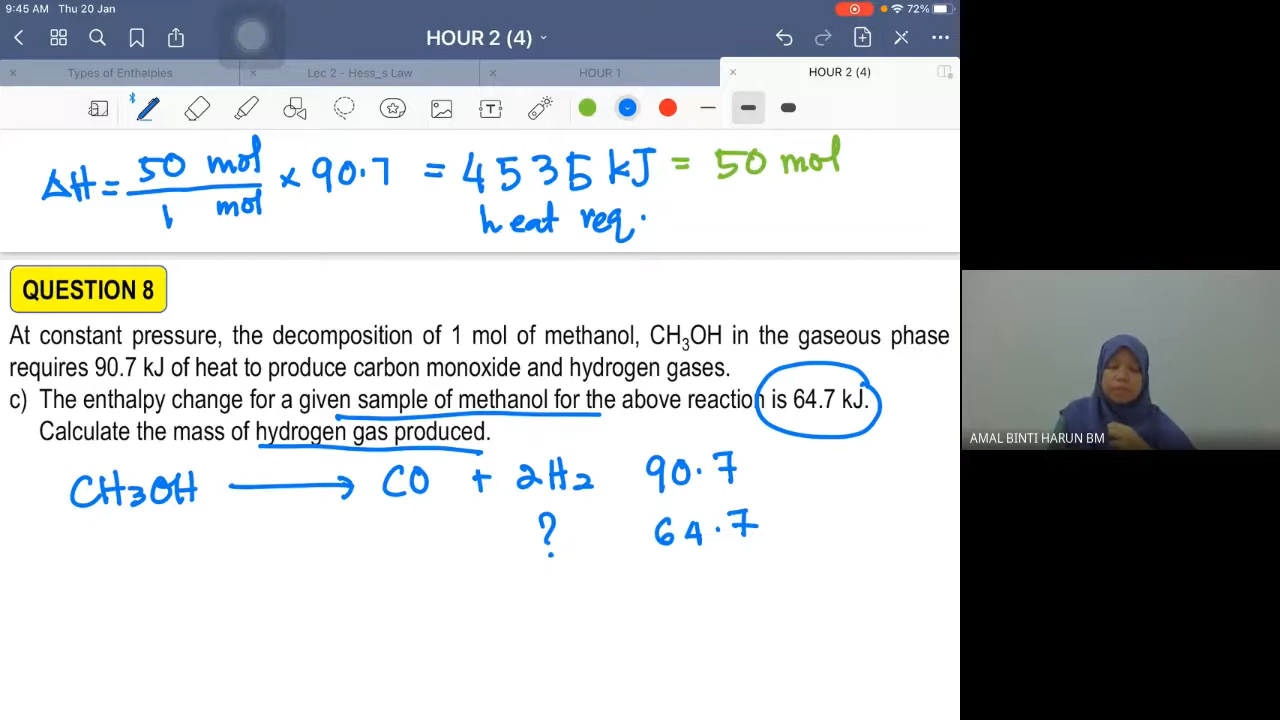 9:45 AM Thu 20 Jan
72%
HOUR 2 (4)
Types of Enthalpies
Lec 2 - Hess_s Law
HOUR 1
HOUR 2 (4)
ΔH = 50 mol / 1 mol × 90.7 = 4535 kJ = 50 mol
heat req.
QUESTION 8
At constant pressure, the decomposition of 1 mol of methanol, CH₃OH in the gaseous phase
requires 90.7 kJ of heat to produce carbon monoxide and hydrogen gases.
c) The enthalpy change for a given sample of methanol for the above reaction is 64.7 kJ.
Calculate the mass of hydrogen gas produced.
CH₃OH → CO + 2H₂ 90.7
? 64.7
AMAL BINTI HARUN BM